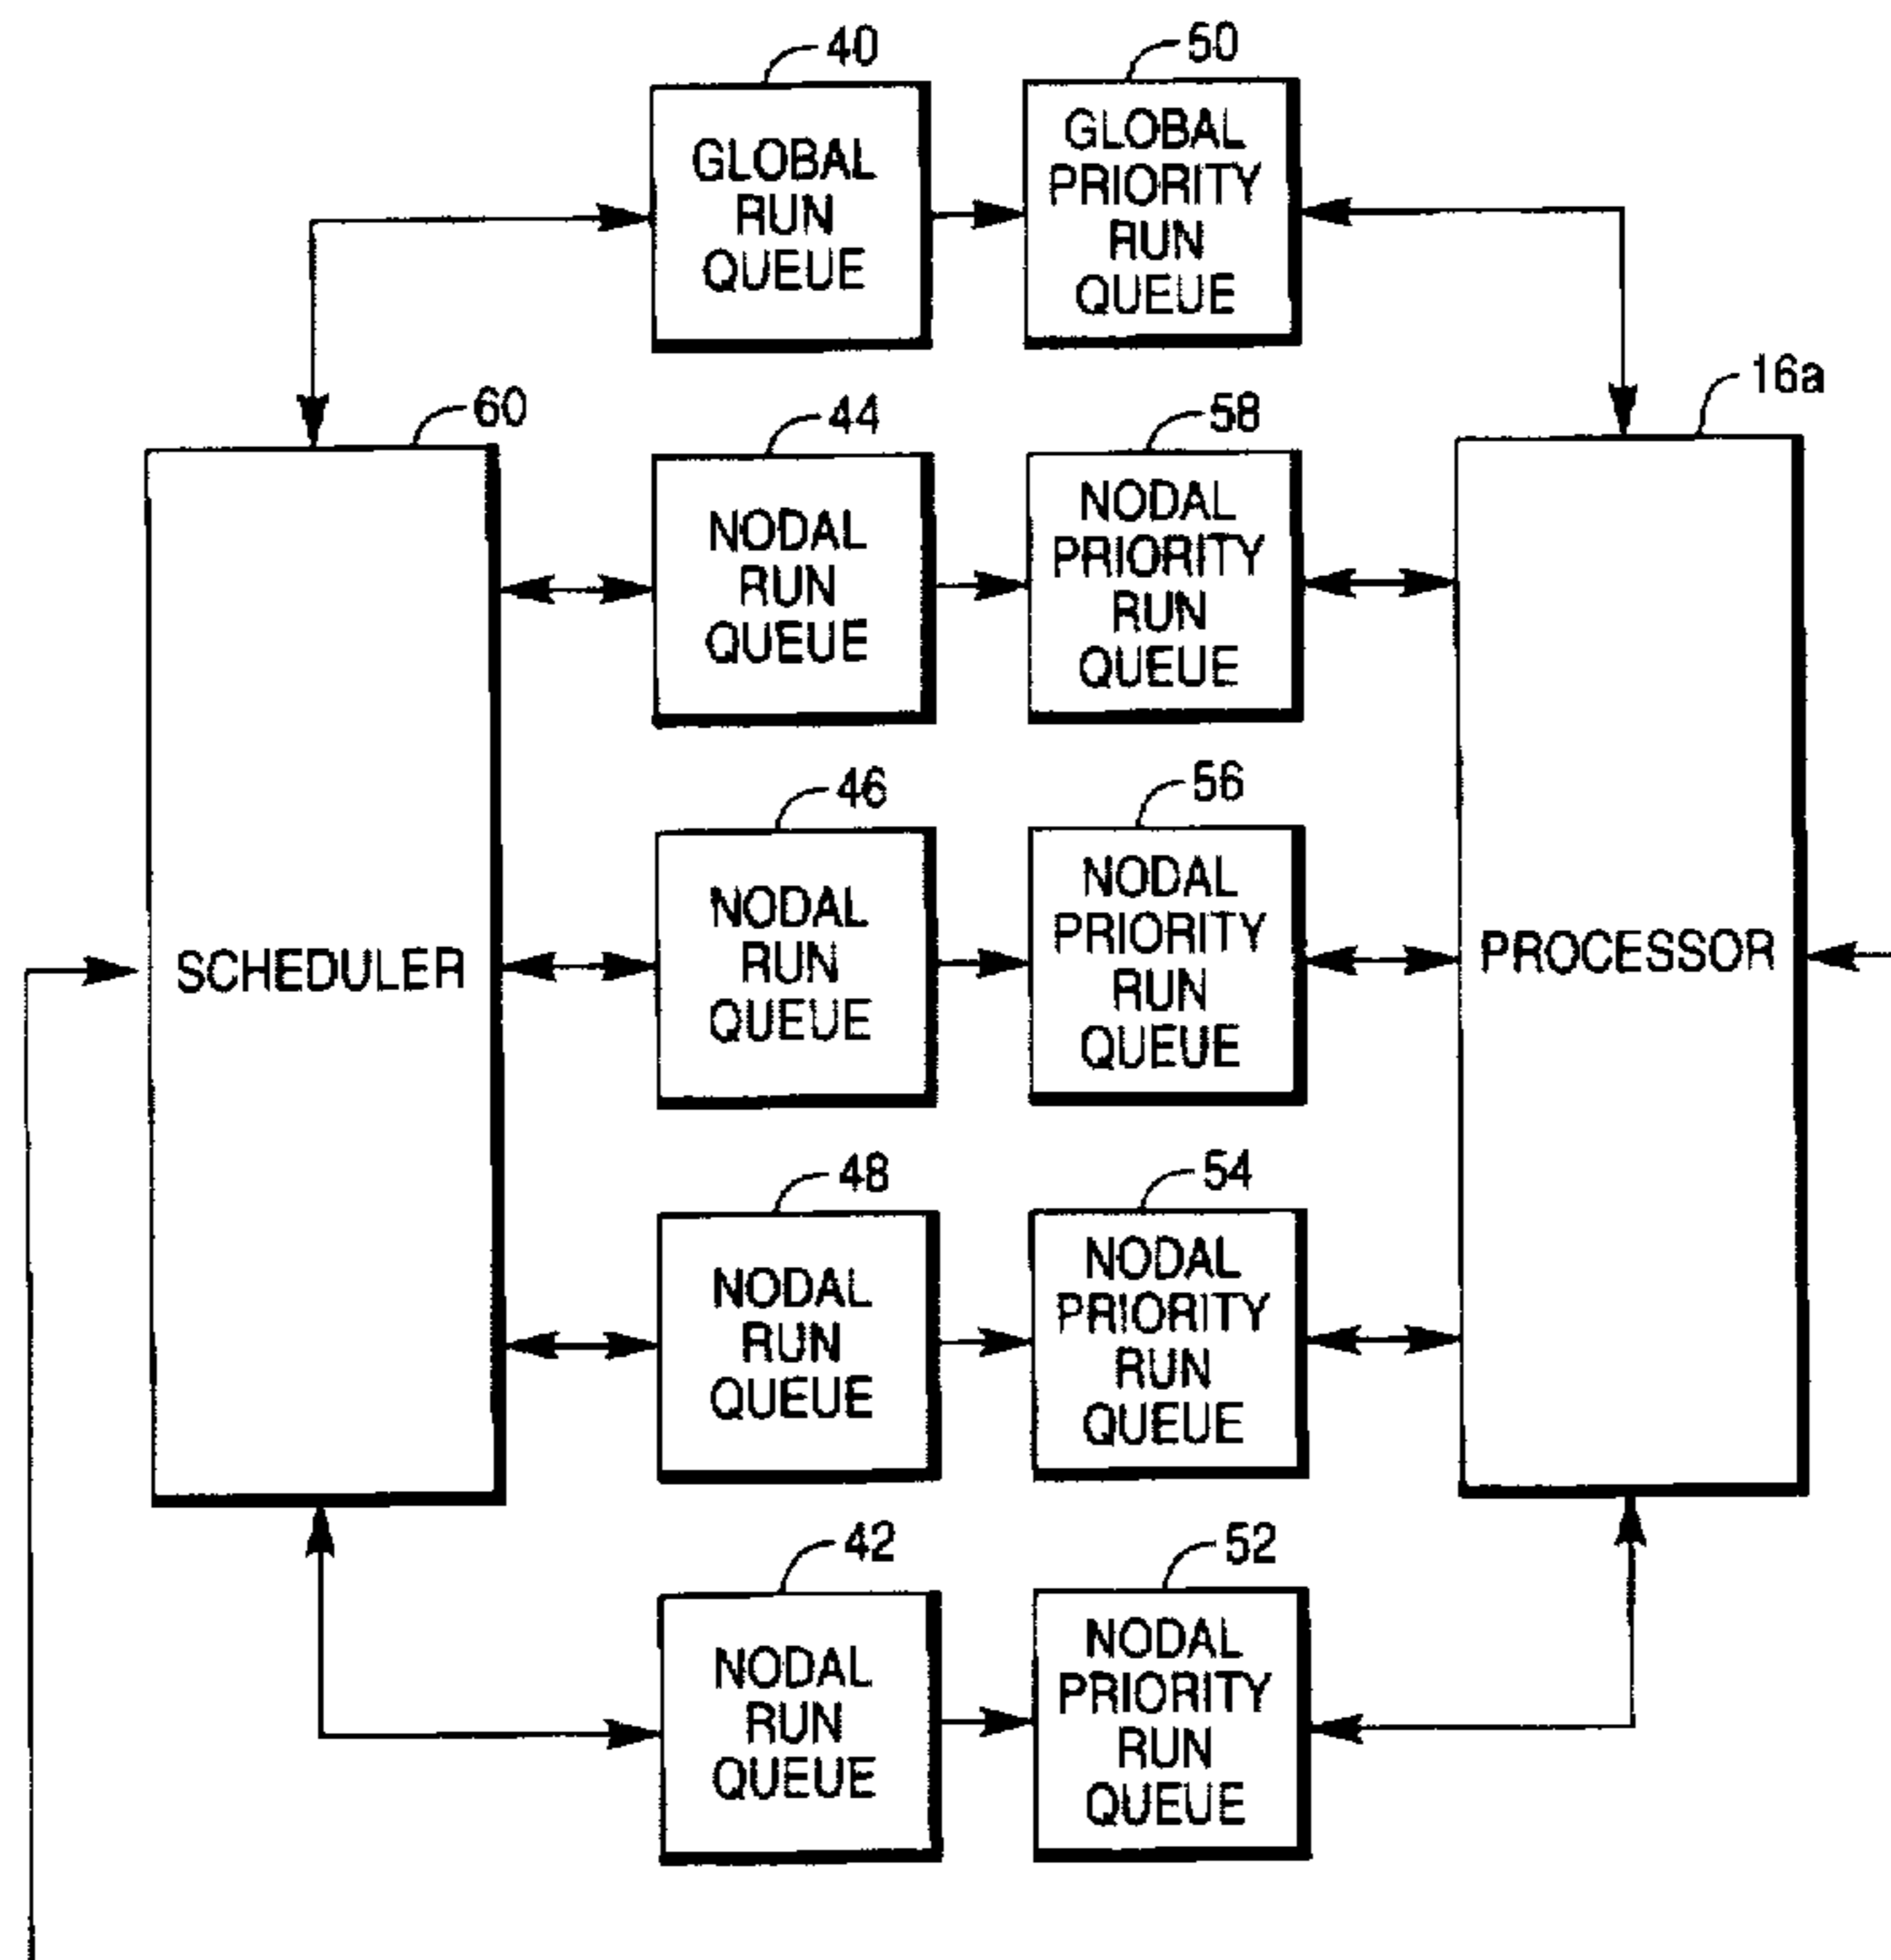 40
50
GLOBAL
RUN
QUEUE
GLOBAL
PRIORITY
RUN
QUEUE
60
44
58
16a
NODAL
RUN
QUEUE
NODAL
PRIORITY
RUN
QUEUE
46
56
SCHEDULER
NODAL
RUN
QUEUE
NODAL
PRIORITY
RUN
QUEUE
PROCESSOR
48
54
NODAL
RUN
QUEUE
NODAL
PRIORITY
RUN
QUEUE
42
52
NODAL
RUN
QUEUE
NODAL
PRIORITY
RUN
QUEUE